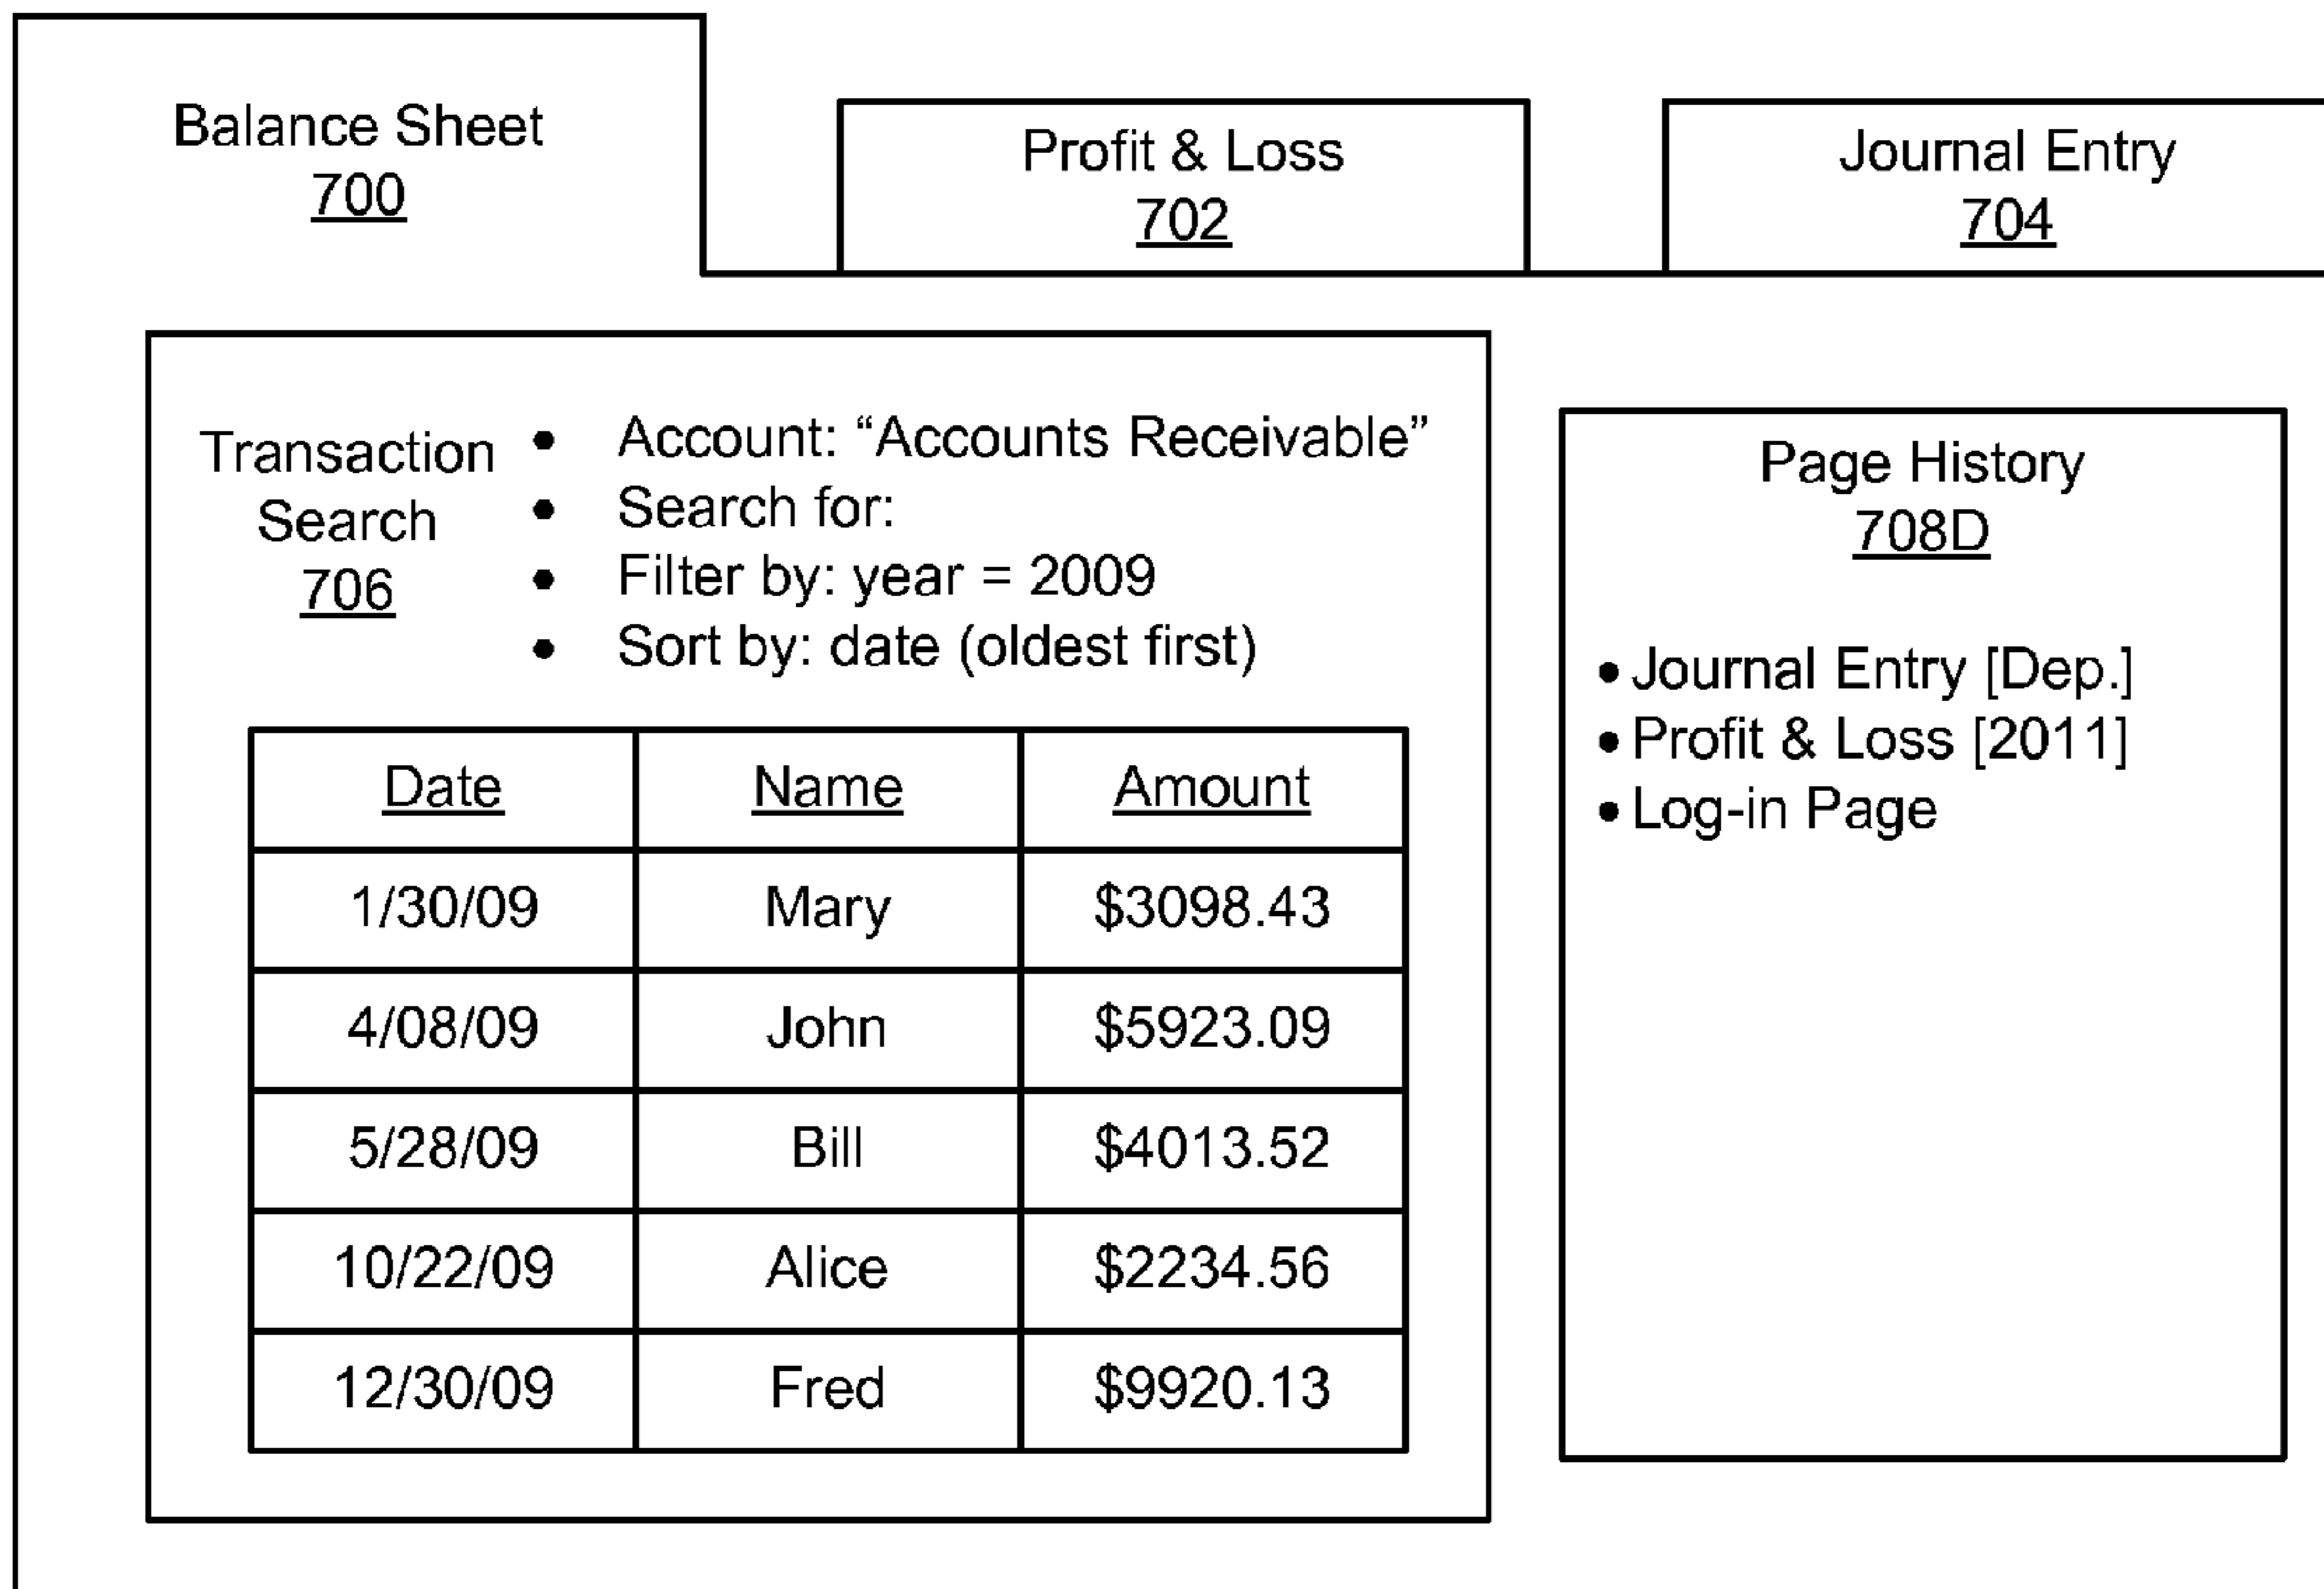 Balance Sheet
700
Profit & Loss
702
Journal Entry
704
Transaction
Search
706
• Account: “Accounts Receivable”
• Search for:
• Filter by: year = 2009
• Sort by: date (oldest first)
Date Name Amount
1/30/09 Mary $3098.43
4/08/09 John $5923.09
5/28/09 Bill $4013.52
10/22/09 Alice $2234.56
12/30/09 Fred $9920.13
Page History
708D
• Journal Entry [Dep.]
• Profit & Loss [2011]
• Log-in Page